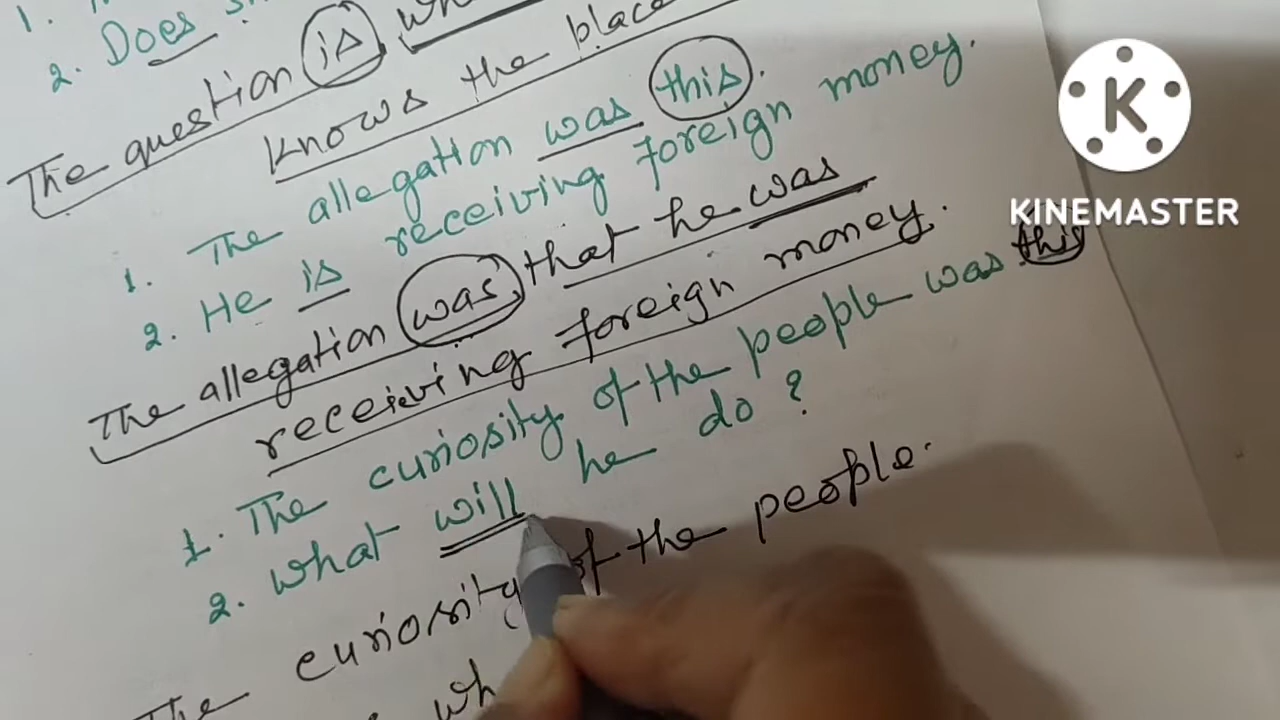 1.
2. Does
The question is
knows the place
1. The allegation was this.
2. He is receiving foreign money.
The allegation was that he was
receiving foreign money.
1. The curiosity of the people was this
2. What will he do ?
The curiosity of the people.
wh
K
KINEMASTER